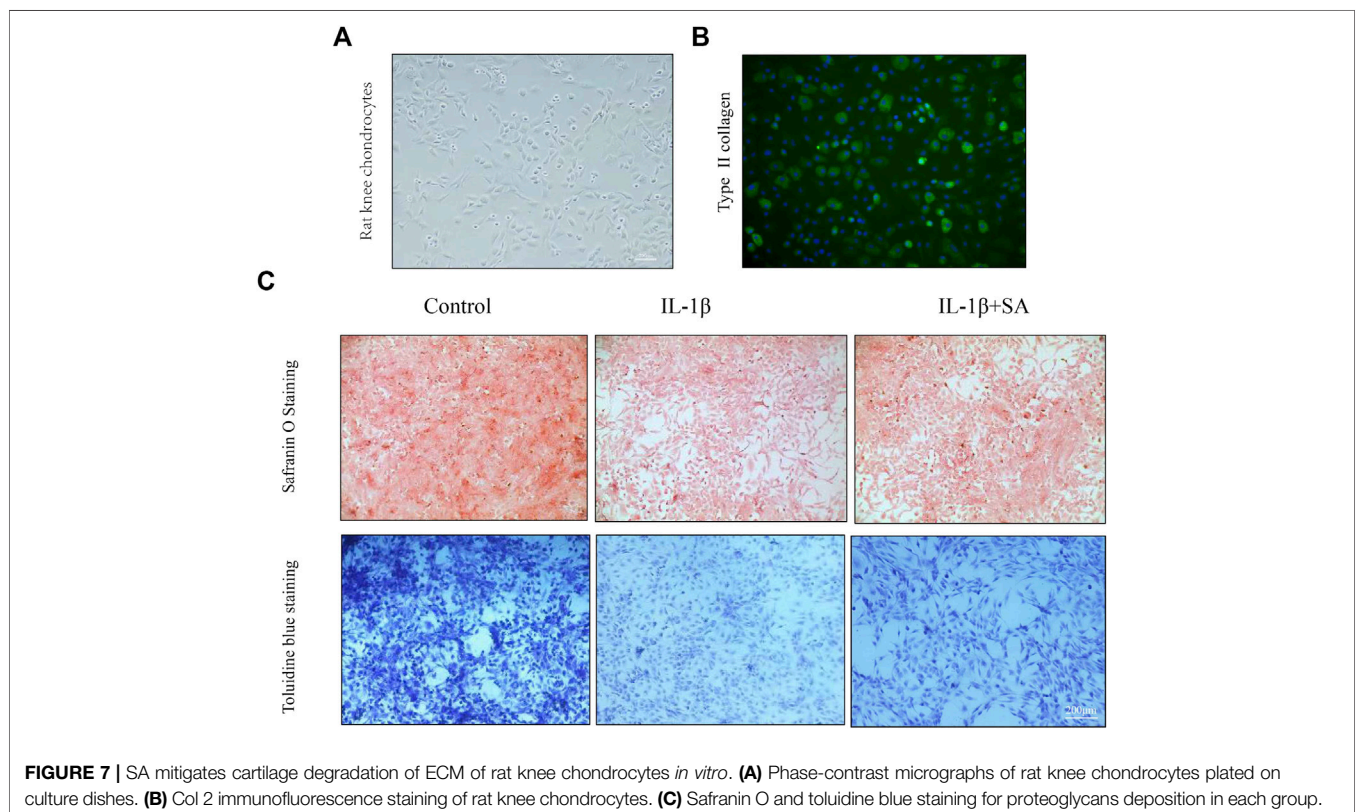 A
B
Rat knee chondrocytes
Type II collagen
C
Control
IL-1β
IL-1β+SA
Safranin O Staining
Toluidine blue staining
200μm
FIGURE 7 | SA mitigates cartilage degradation of ECM of rat knee chondrocytes in vitro. (A) Phase-contrast micrographs of rat knee chondrocytes plated on
culture dishes. (B) Col 2 immunofluorescence staining of rat knee chondrocytes. (C) Safranin O and toluidine blue staining for proteoglycans deposition in each group.